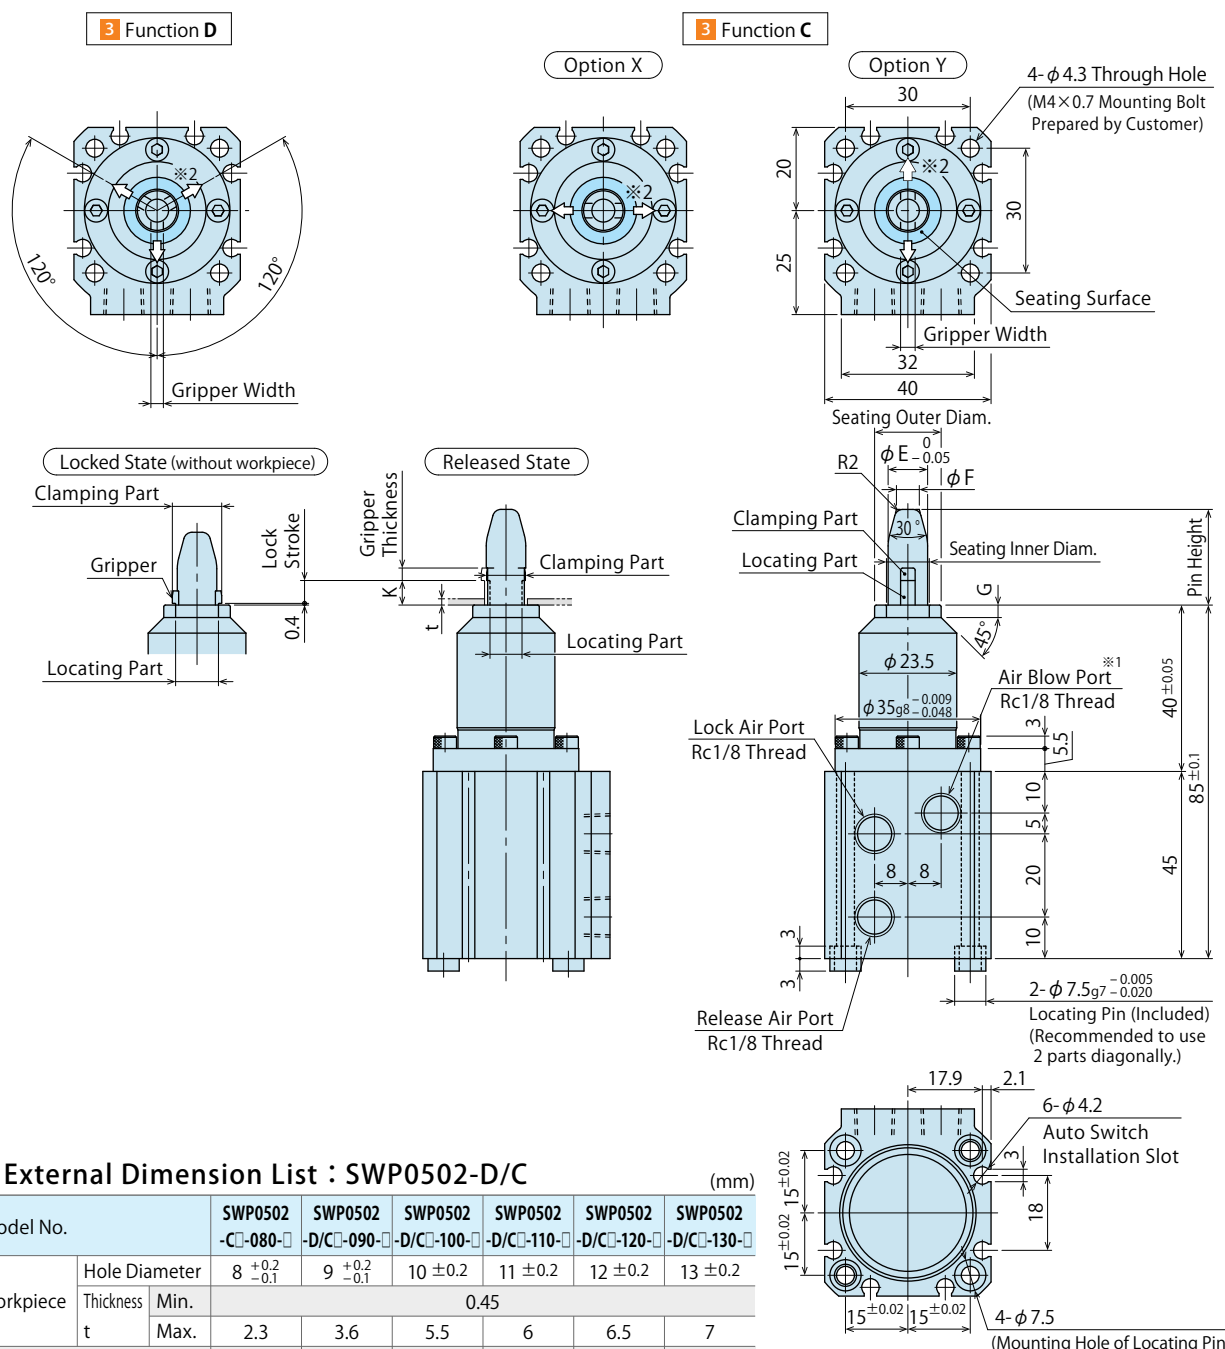 3 Function D
3 Function C
Option X
Option Y
4-φ4.3 Through Hole
(M4×0.7 Mounting Bolt
Prepared by Customer)
30
20
25
30
※2
※2
※2
120°
120°
Gripper Width
Seating Surface
Gripper Width
32
40
Locked State (without workpiece)
Clamping Part
Gripper
Lock
Stroke
0.4
Locating Part
Released State
Gripper
Thickness
K
t
Clamping Part
Locating Part
Seating Outer Diam.
φE 0 −0.05
R2
φF
30°
Clamping Part
Locating Part
Seating Inner Diam.
G
Pin Height
45°
φ23.5
Air Blow Port ※1
Rc1/8 Thread
φ35g8 −0.009 −0.048
Lock Air Port
Rc1/8 Thread
40±0.05
3
5.5
85±0.1
10
5
8
8
20
45
10
3
3
Release Air Port
Rc1/8 Thread
2-φ7.5g7 −0.005 −0.020
Locating Pin (Included)
(Recommended to use
2 parts diagonally.)
17.9
2.1
6-φ4.2
Auto Switch
Installation Slot
3
18
15±0.02
15±0.02
15±0.02
15±0.02
4-φ7.5
(Mounting Hole of Locating Pin
External Dimension List：SWP0502-D/C
(mm)
odel No.
SWP0502 -C□-080-□
SWP0502 -D/C□-090-□
SWP0502 -D/C□-100-□
SWP0502 -D/C□-110-□
SWP0502 -D/C□-120-□
SWP0502 -D/C□-130-□
orkpiece
Hole Diameter 8 +0.2 −0.1 9 +0.2 −0.1 10 ±0.2 11 ±0.2 12 ±0.2 13 ±0.2
Thickness t
Min. 0.45
Max. 2.3 3.6 5.5 6 6.5 7